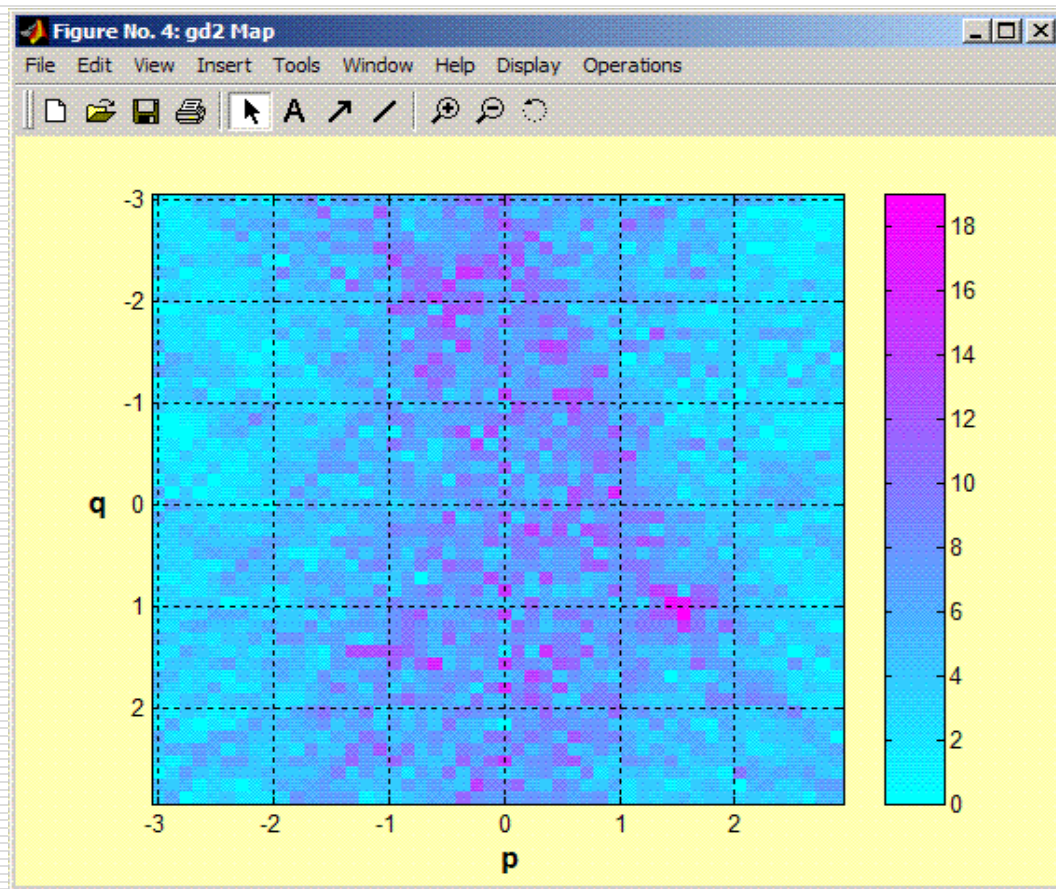 Figure No. 4: gd2 Map
File Edit View Insert Tools Window Help Display Operations
A
-3
-2
-1
q 0
1
2
-3 -2 -1 0 1 2
p
18
16
14
12
10
8
6
4
2
0